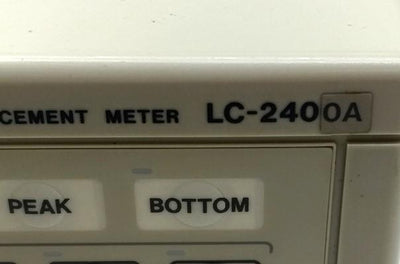 CEMENT METER LC-2400A
PEAK BOTTOM